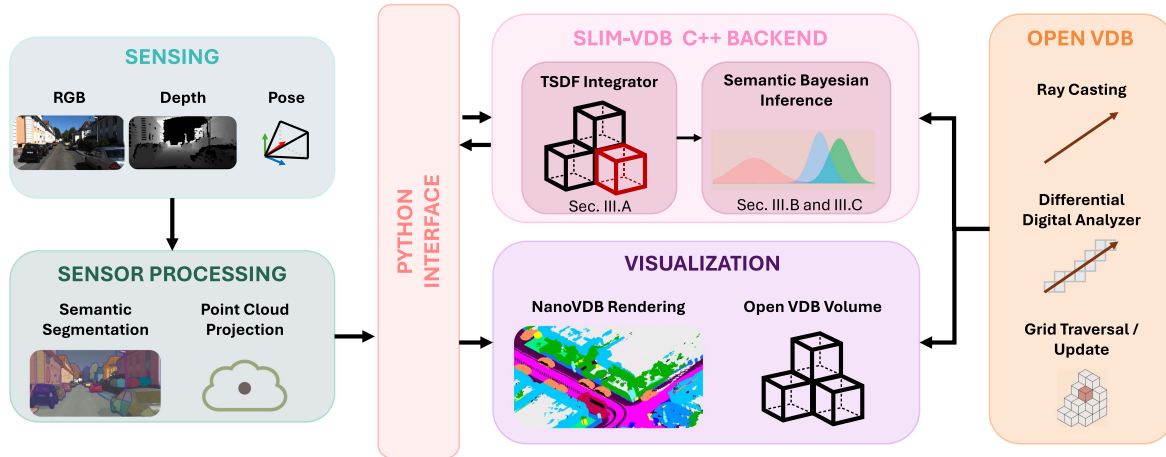 SENSING
RGB
Depth
Pose
SENSOR PROCESSING
Semantic
Segmentation
Point Cloud
Projection
PYTHON
INTERFACE
SLIM-VDB C++ BACKEND
TSDF Integrator
Sec. III.A
Semantic Bayesian
Inference
Sec. III.B and III.C
VISUALIZATION
NanoVDB Rendering
Open VDB Volume
OPEN VDB
Ray Casting
Differential
Digital Analyzer
Grid Traversal /
Update